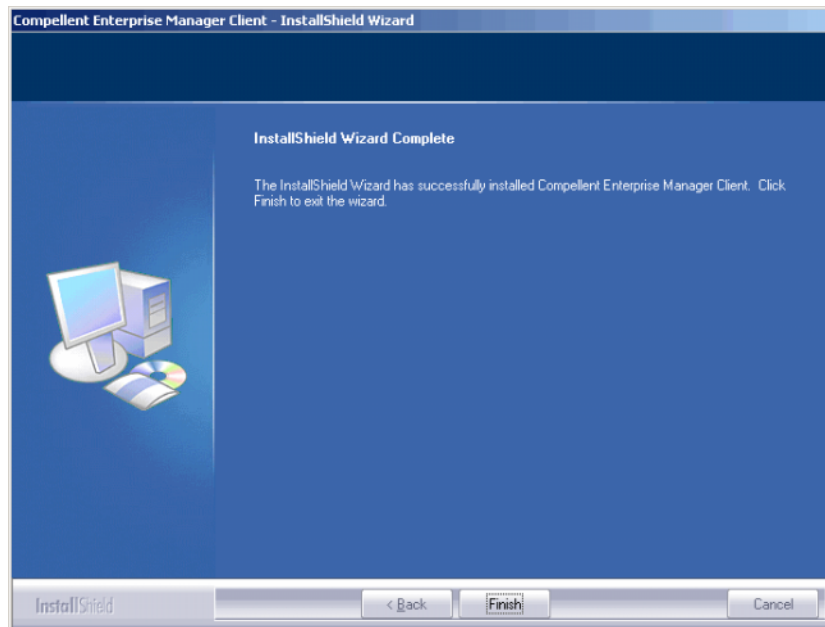 Compellent Enterprise Manager Client - InstallShield Wizard
InstallShield Wizard Complete
The InstallShield Wizard has successfully installed Compellent Enterprise Manager Client. Click
Finish to exit the wizard.
InstallShield
< Back
Finish
Cancel